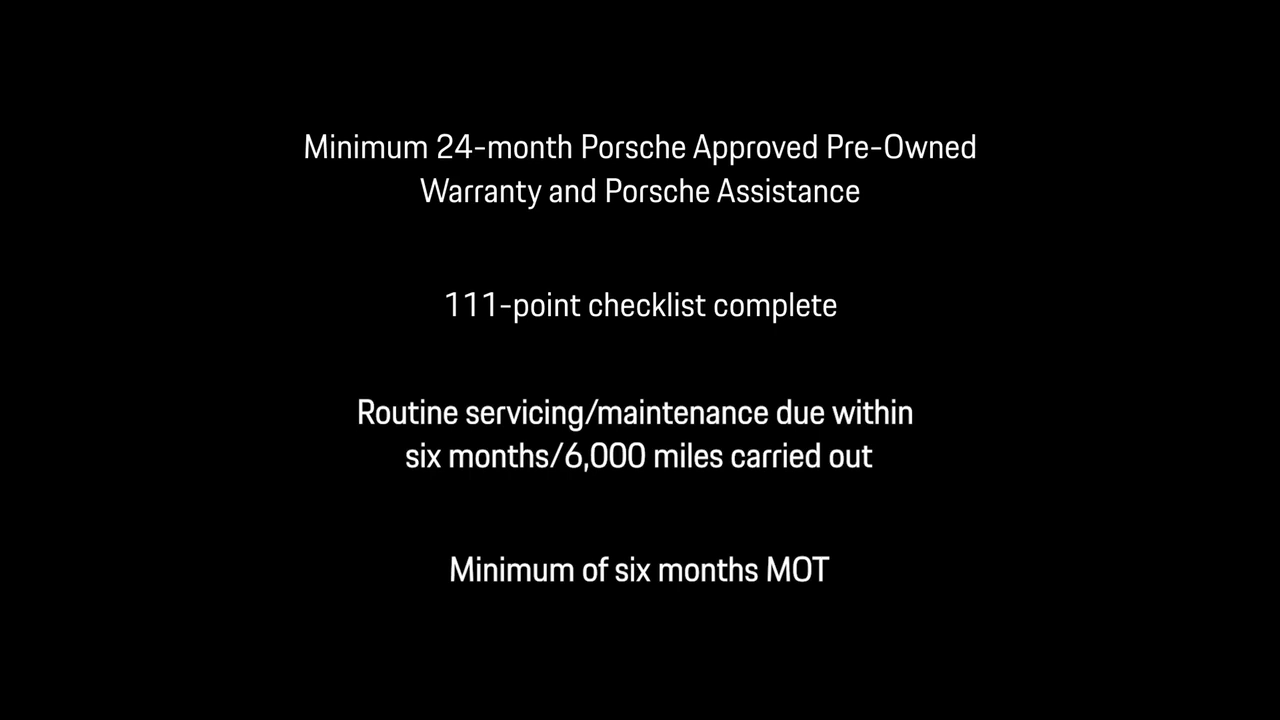 Minimum 24-month Porsche Approved Pre-Owned
Warranty and Porsche Assistance
111-point checklist complete
Routine servicing/maintenance due within
six months/6,000 miles carried out
Minimum of six months MOT